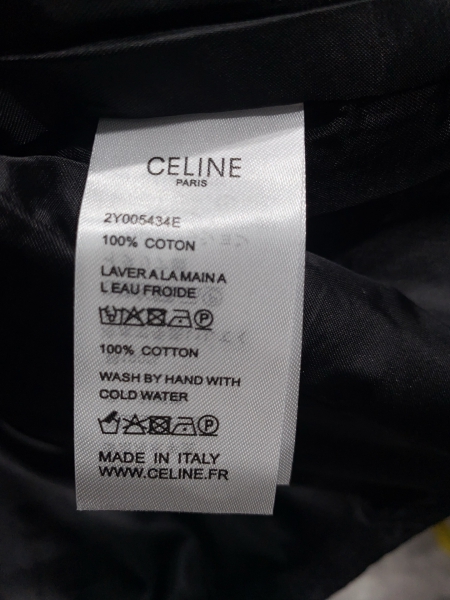 CELINE
PARIS
2Y005434E
100% COTON
LAVER A LA MAIN A
L EAU FROIDE
100% COTTON
WASH BY HAND WITH
COLD WATER
MADE IN ITALY
WWW.CELINE.FR